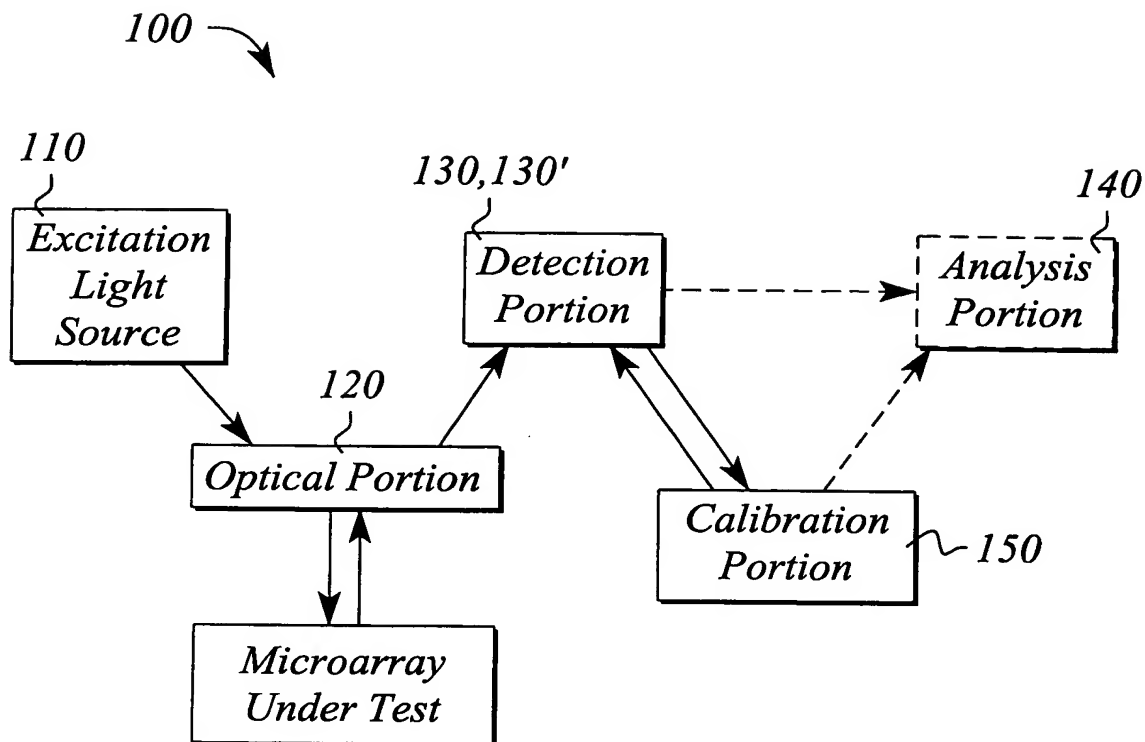 100
110
Excitation
Light
Source
130,130'
Detection
Portion
140
Analysis
Portion
120
Optical Portion
Calibration
Portion
150
Microarray
Under Test